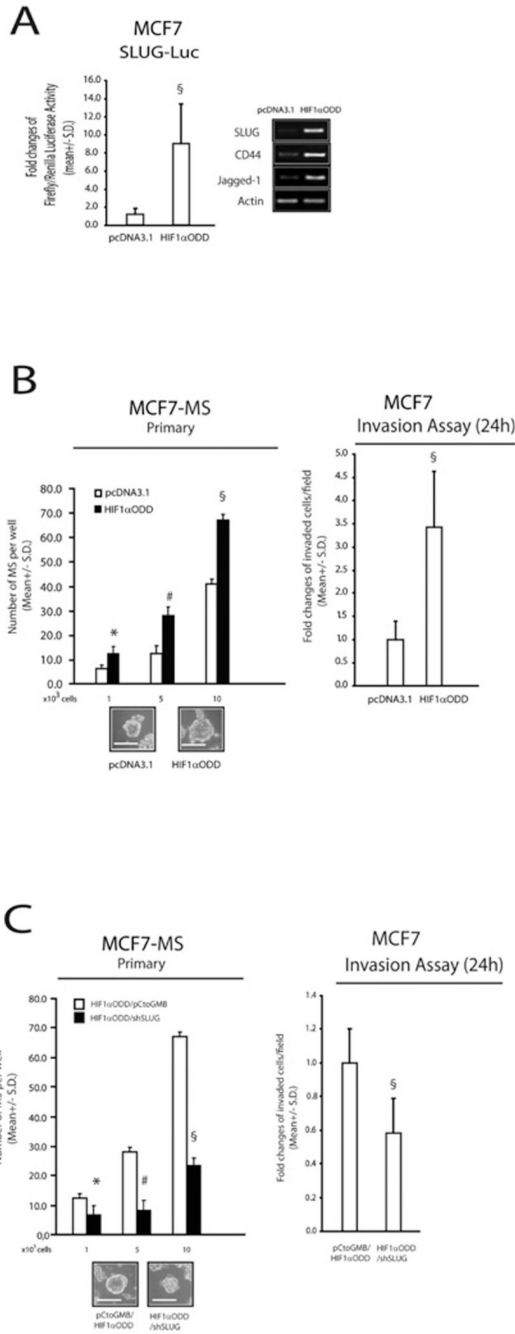 A
MCF7
SLUG-Luc
Fold changes of
Firefly/Renilla Luciferase Activity
(mean+/- S.D.)
16.0
14.0
12.0
10.0
8.0
6.0
4.0
2.0
0.0
§
pcDNA3.1 HIF1αODD
pcDNA3.1 HIF1αODD
SLUG
CD44
Jagged-1
Actin
B
MCF7-MS
Primary
Number of MS per well
(Mean+/- S.D.)
80.0
70.0
60.0
50.0
40.0
30.0
20.0
10.0
0.0
pcDNA3.1
HIF1αODD
* # §
x10³ cells 1 5 10
pcDNA3.1 HIF1αODD
MCF7
Invasion Assay (24h)
Fold changes of invaded cells/field
(Mean+/- S.D.)
5.0
4.5
4.0
3.5
3.0
2.5
2.0
1.5
1.0
0.5
0.0
§
pcDNA3.1 HIF1αODD
C
MCF7-MS
Primary
(Mean+/- S.D.)
80.0
70.0
60.0
50.0
40.0
30.0
20.0
10.0
0.0
HIF1αODD/pCtoGMB
HIF1αODD/shSLUG
* # §
x10³ cells 1 5 10
pCtoGMB/ HIF1αODD
HIF1αODD /shSLUG
MCF7
Invasion Assay (24h)
Fold changes of invaded cells/field
(Mean+/- S.D.)
1.4
1.2
1.0
0.8
0.6
0.4
0.2
0.0
§
pCtoGMB/ HIF1αODD
HIF1αODD /shSLUG